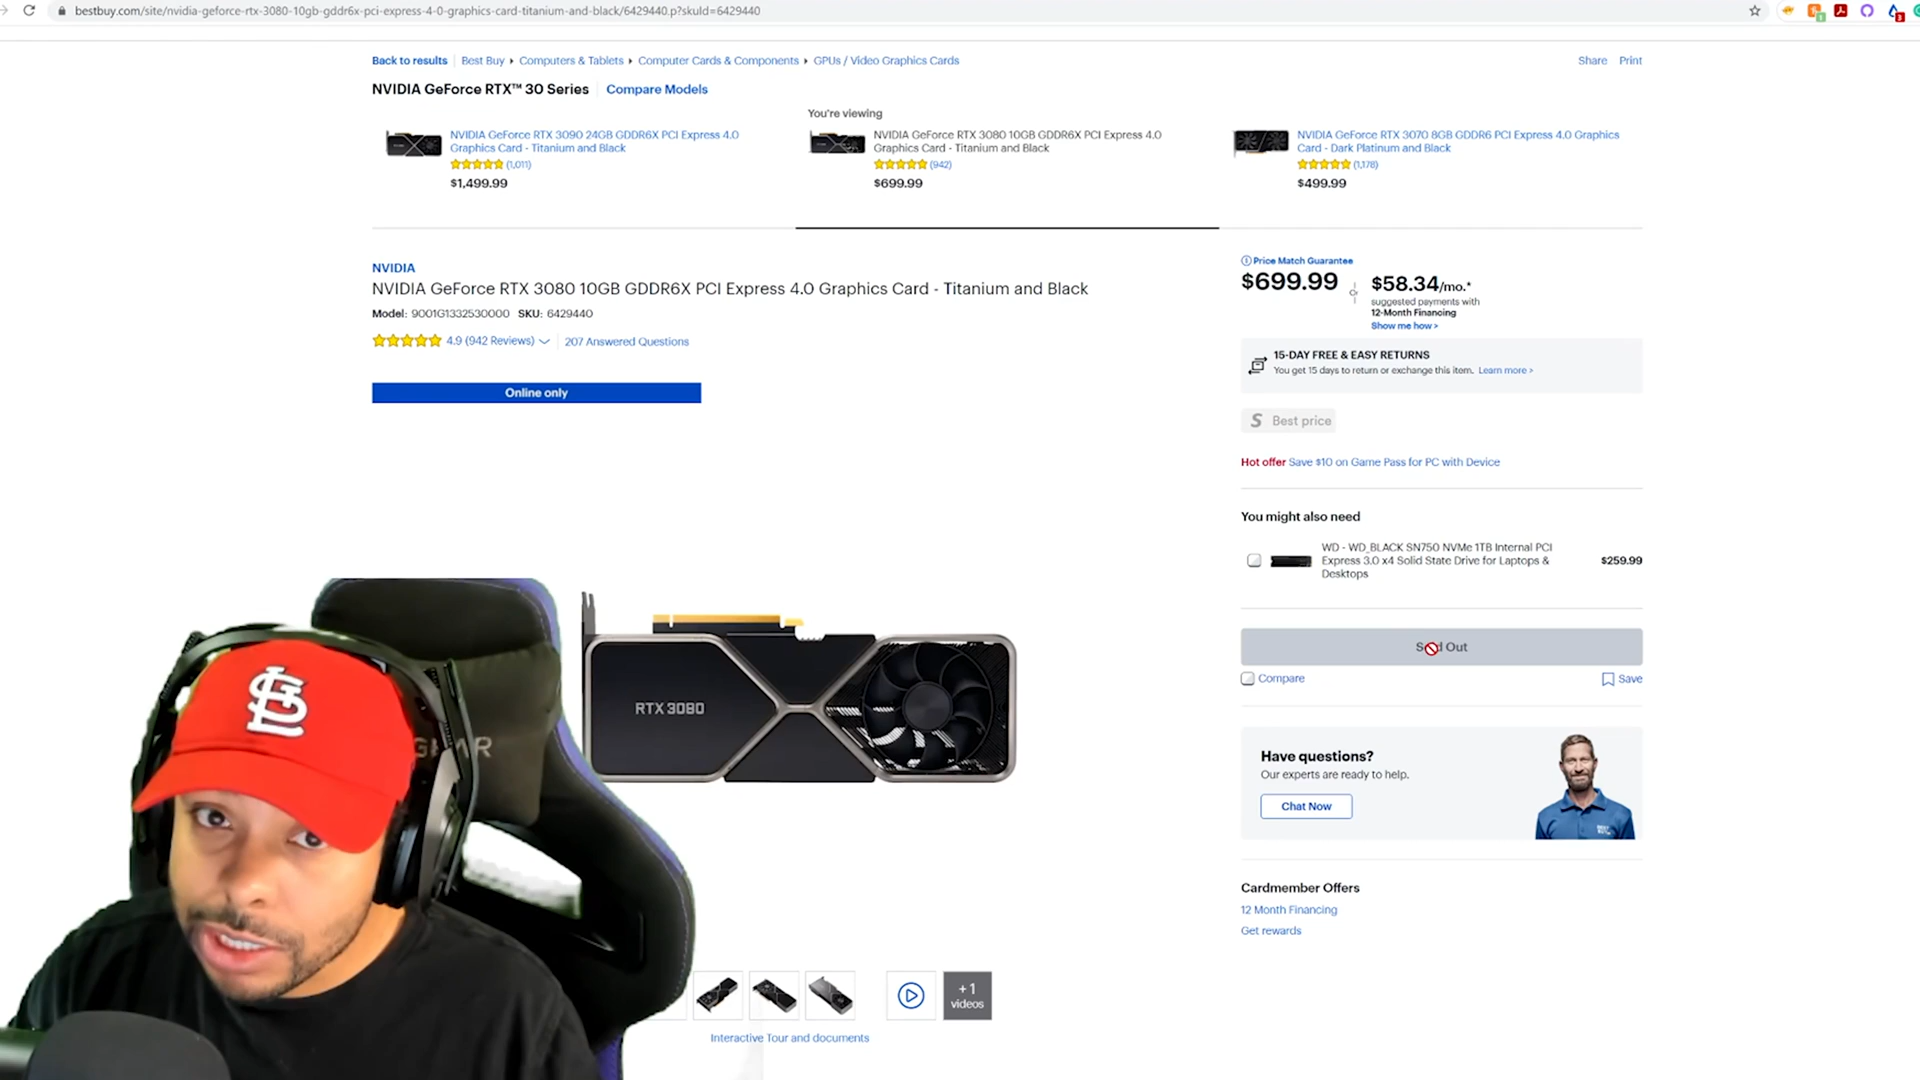 bestbuy.com/site/nvidia-geforce-rtx-3080-10gb-gddr6x-pci-express-4-0-graphics-card-titanium-and-black/6429440.p?skuId=6429440
Back to results
Best Buy
Computers & Tablets
Computer Cards & Components
GPUs / Video Graphics Cards
Share
Print
NVIDIA GeForce RTX™ 30 Series
Compare Models
You're viewing
NVIDIA GeForce RTX 3090 24GB GDDR6X PCI Express 4.0
Graphics Card - Titanium and Black
(1,011)
$1,499.99
NVIDIA GeForce RTX 3080 10GB GDDR6X PCI Express 4.0
Graphics Card - Titanium and Black
(942)
$699.99
NVIDIA GeForce RTX 3070 8GB GDDR6 PCI Express 4.0 Graphics
Card - Dark Platinum and Black
(1,178)
$499.99
NVIDIA
NVIDIA GeForce RTX 3080 10GB GDDR6X PCI Express 4.0 Graphics Card - Titanium and Black
Model: 9001G1332530000 SKU: 6429440
4.9 (942 Reviews)
207 Answered Questions
Online only
Price Match Guarantee
$699.99
or
$58.34/mo.*
suggested payments with
12-Month Financing
Show me how >
15-DAY FREE & EASY RETURNS
You get 15 days to return or exchange this item. Learn more >
S Best price
Hot offer Save $10 on Game Pass for PC with Device
You might also need
WD - WD_BLACK SN750 NVMe 1TB Internal PCI
Express 3.0 x4 Solid State Drive for Laptops &
Desktops
$259.99
Sold Out
Compare
Save
Have questions?
Our experts are ready to help.
Chat Now
Cardmember Offers
12 Month Financing
Get rewards
RTX 3080
STL
+ 1
videos
Interactive Tour and documents